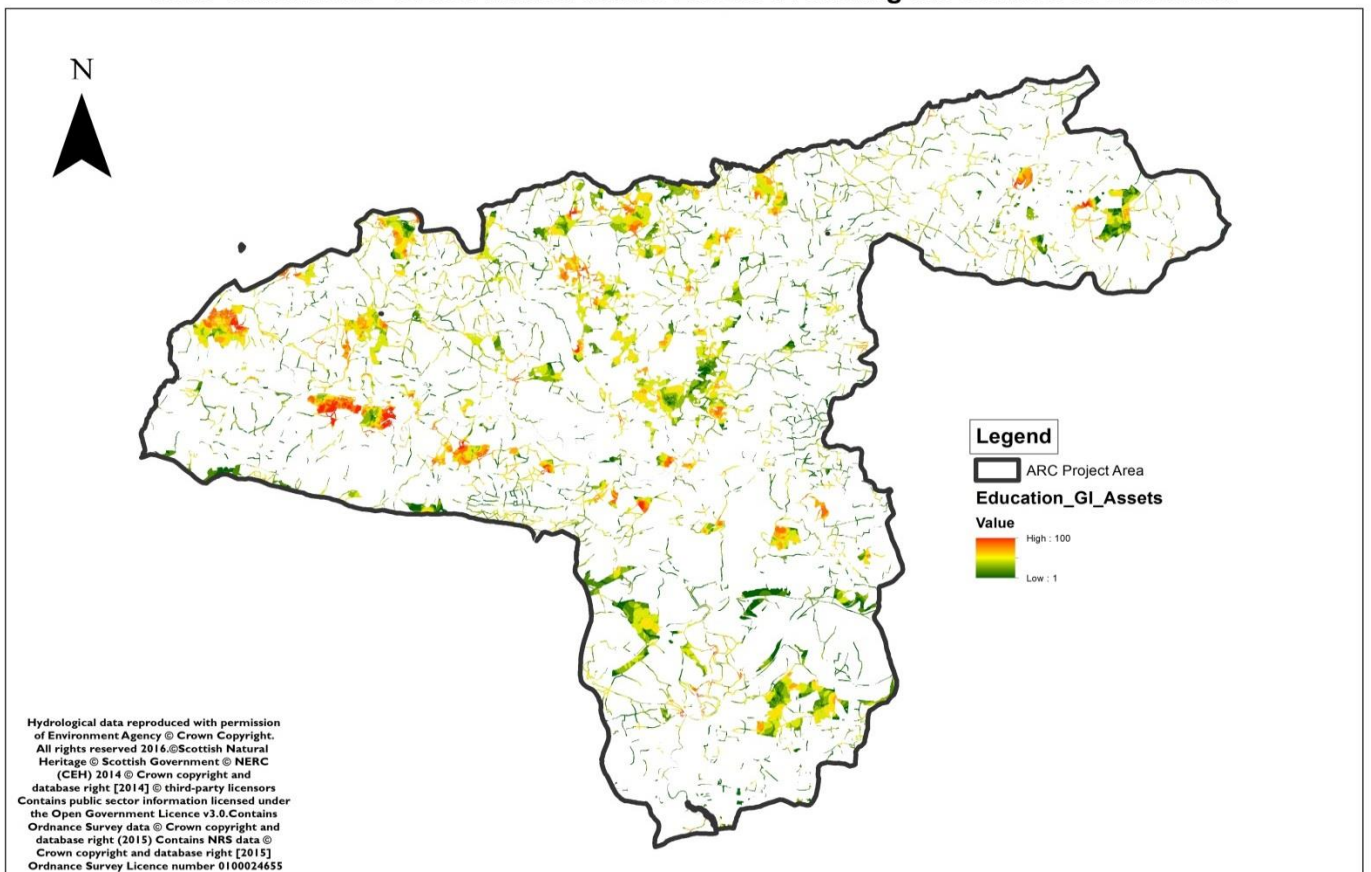 N
Legend
ARC Project Area
Education_GI_Assets
Value
High : 100
Low : 1
Hydrological data reproduced with permission
of Environment Agency © Crown Copyright.
All rights reserved 2016.©Scottish Natural
Heritage © Scottish Government © NERC
(CEH) 2014 © Crown copyright and
database right [2014] © third-party licensors
Contains public sector information licensed under
the Open Government Licence v3.0.Contains
Ordnance Survey data © Crown copyright and
database right (2015) Contains NRS data ©
Crown copyright and database right [2015]
Ordnance Survey Licence number 0100024655